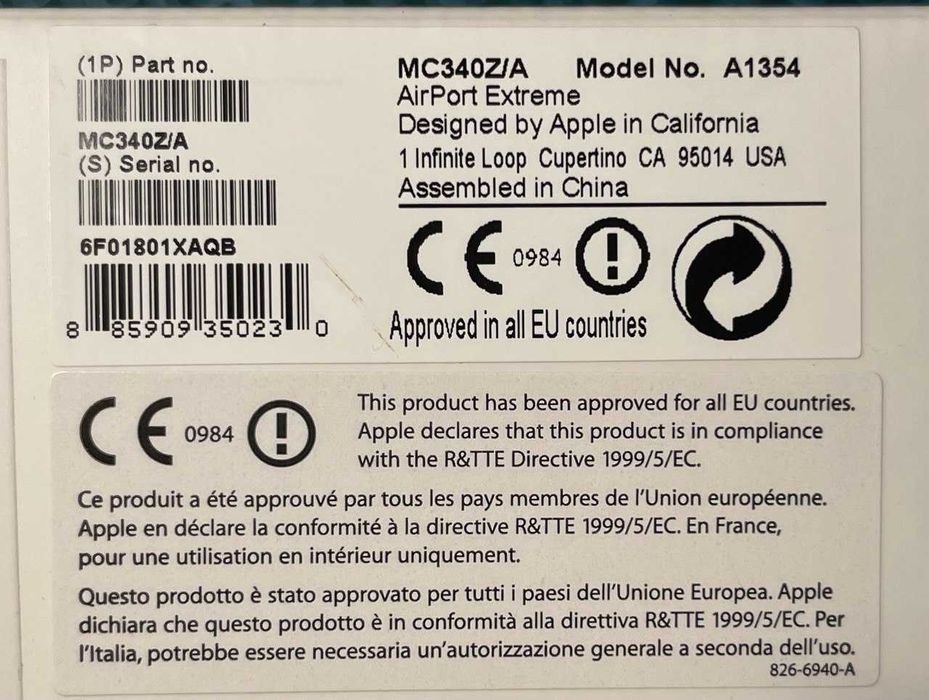 (1P) Part no.
MC340Z/A
(S) Serial no.
6F01801XAQB
8 85909 35023 0
MC340Z/A Model No. A1354
AirPort Extreme
Designed by Apple in California
1 Infinite Loop Cupertino CA 95014 USA
Assembled in China
CE 0984
Approved in all EU countries
CE 0984
This product has been approved for all EU countries.
Apple declares that this product is in compliance
with the R&TTE Directive 1999/5/EC.
Ce produit a été approuvé par tous les pays membres de l'Union européenne.
Apple en déclare la conformité à la directive R&TTE 1999/5/EC. En France,
pour une utilisation en intérieur uniquement.
Questo prodotto è stato approvato per tutti i paesi dell'Unione Europea. Apple
dichiara che questo prodotto è in conformità alla direttiva R&TTE 1999/5/EC. Per
l'Italia, potrebbe essere necessaria un'autorizzazione generale a seconda dell'uso.
826-6940-A